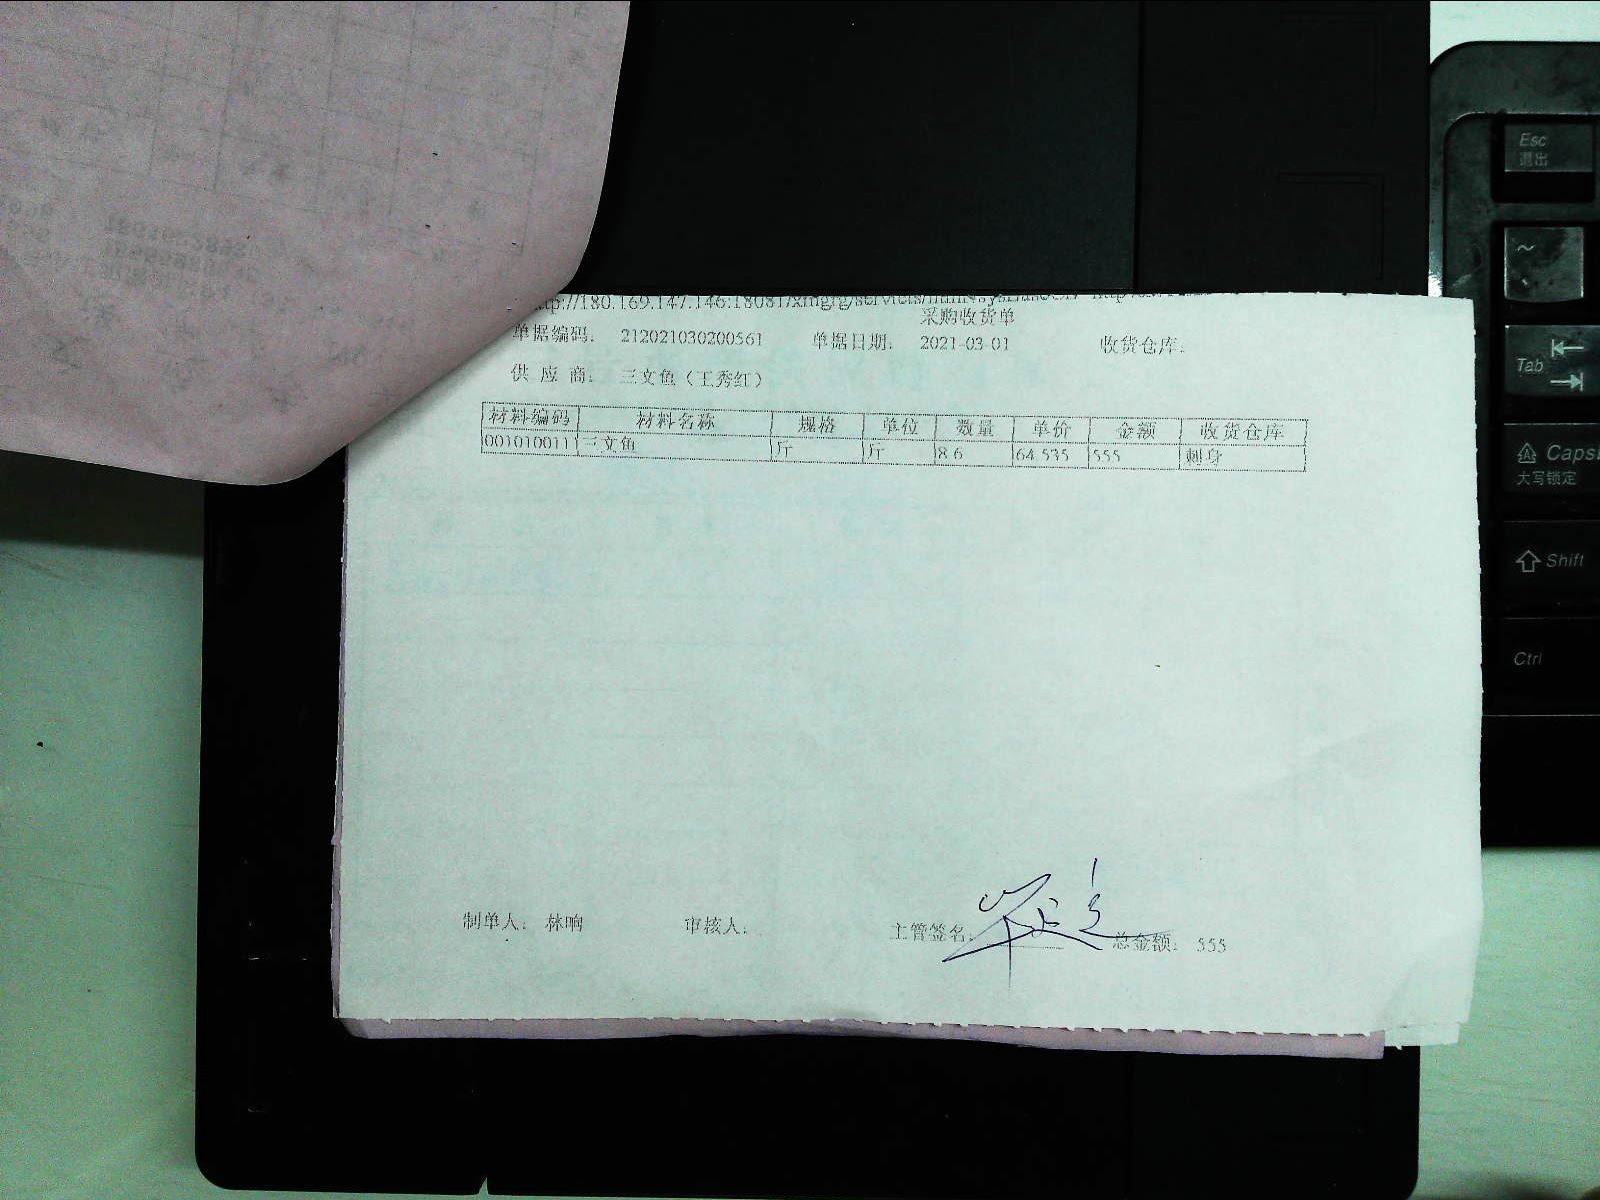 采购收货单
单据编码： 212021030200561 单据日期： 2021-03-01 收货仓库：
供 应 商： 三文鱼（王秀红）
材料编码 材料名称 规格 单位 数量 单价 金额 收货仓库
001010011 三文鱼 斤 斤 8.6 64.535 555 刺身
制单人： 林响 审核人： 主管签名： 总金额： 555
Esc
退出
~
Tab
Caps
大写锁定
Shift
Ctrl